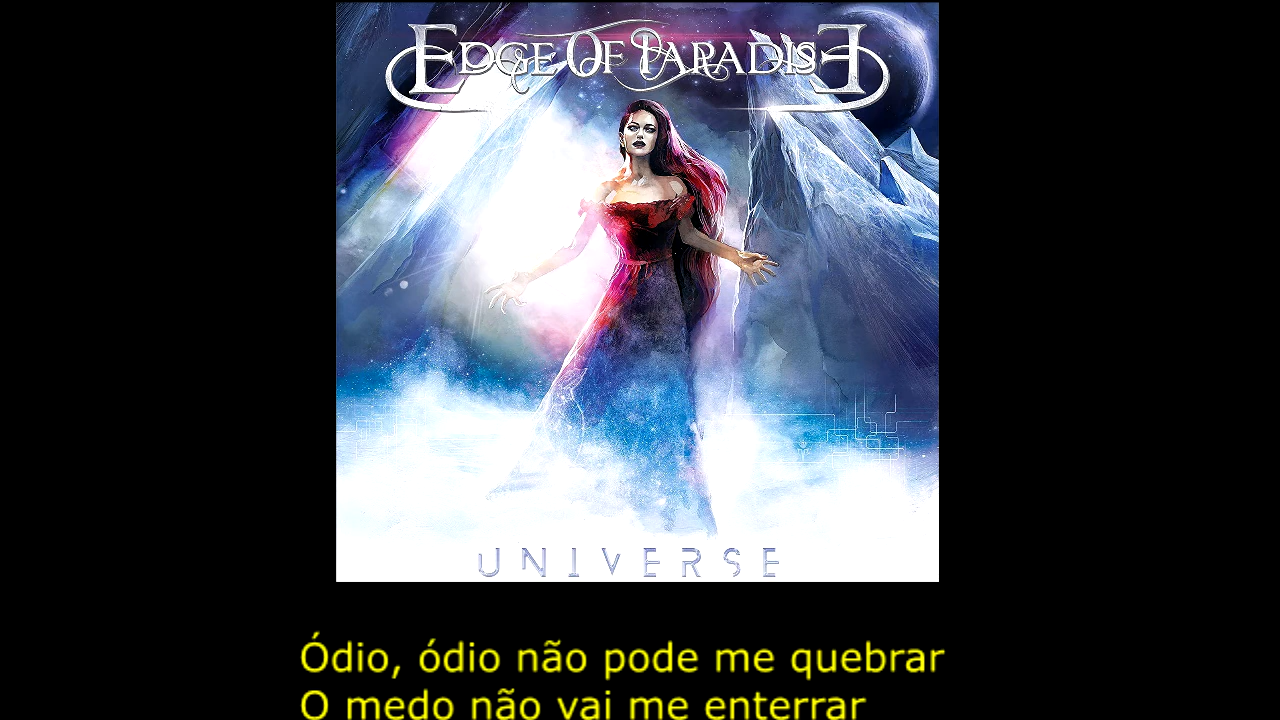 EDGE OF PARADISE
UNIVERSE
Ódio, ódio não pode me quebrar
O medo não vai me enterrar